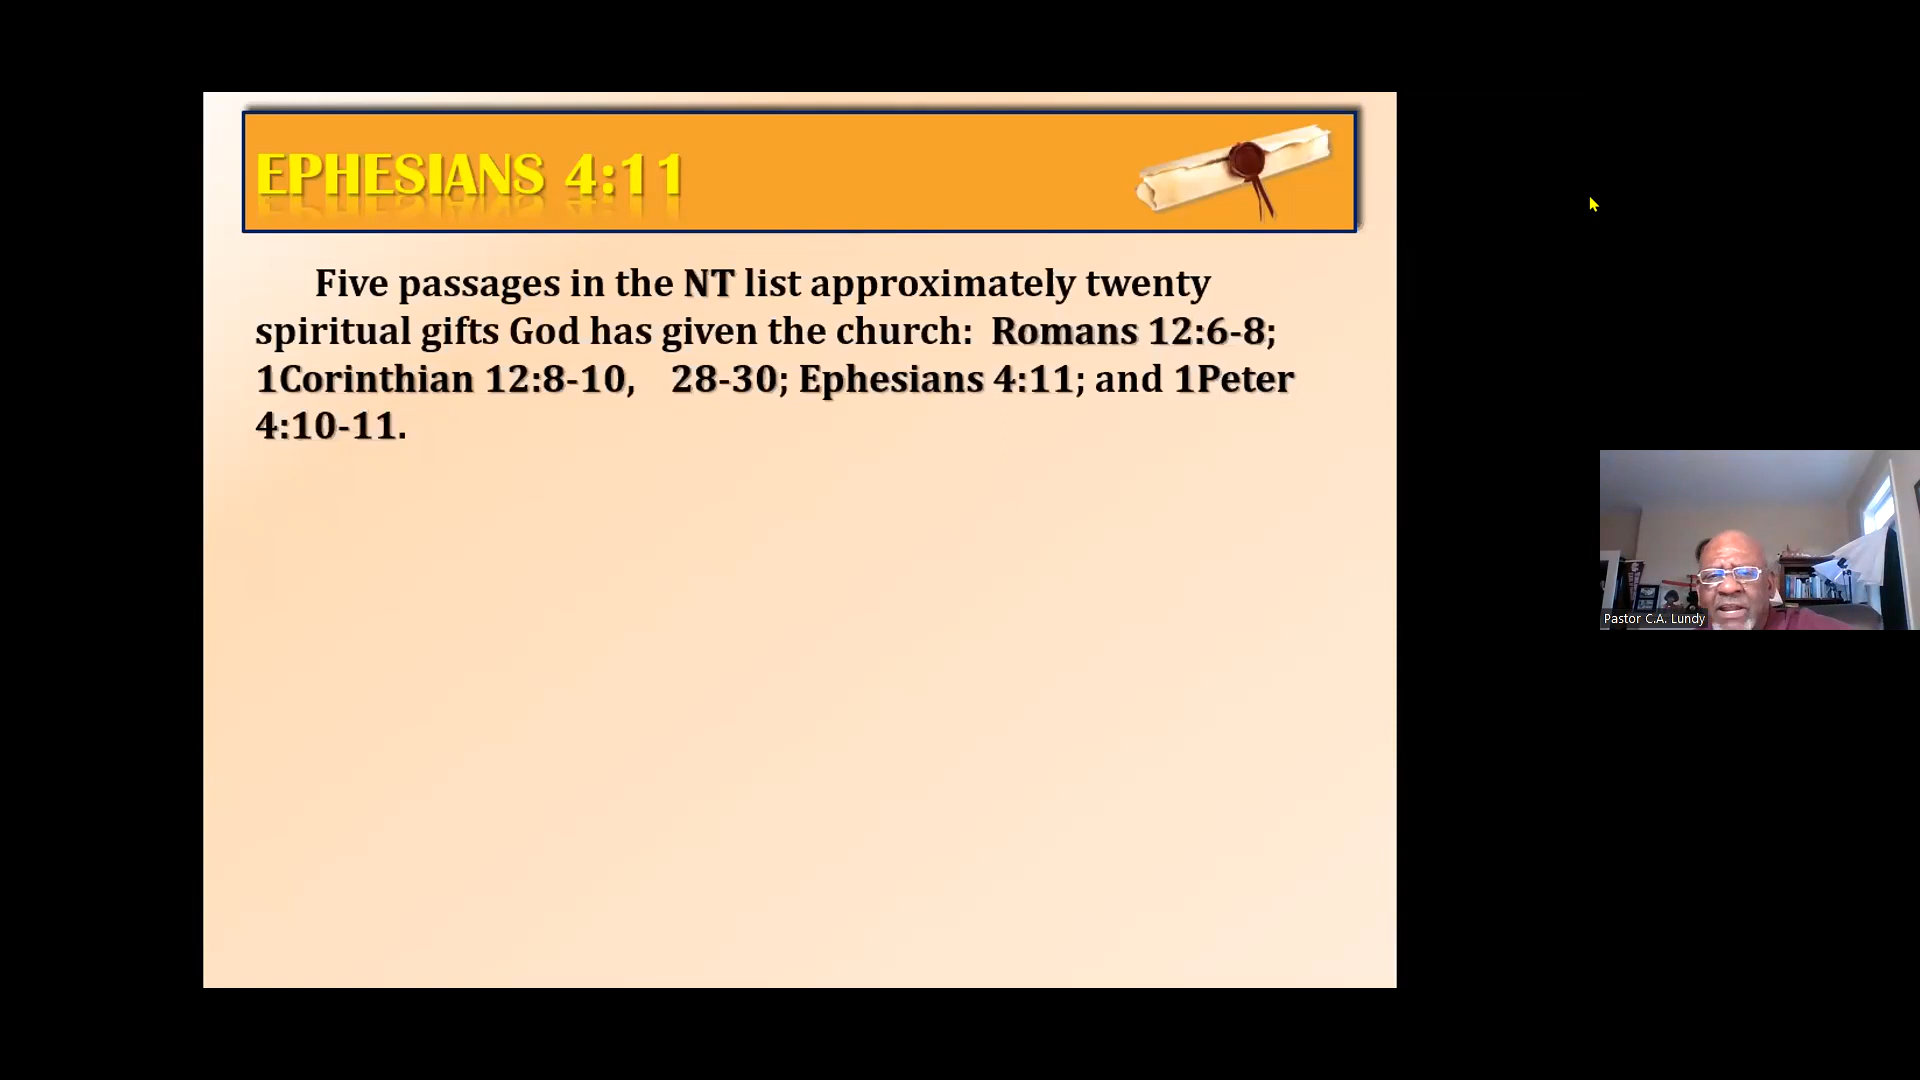 EPHESIANS 4:11
Five passages in the NT list approximately twenty
spiritual gifts God has given the church:  Romans 12:6-8;
1Corinthian 12:8-10,    28-30; Ephesians 4:11; and 1Peter
4:10-11.
Pastor C.A. Lundy